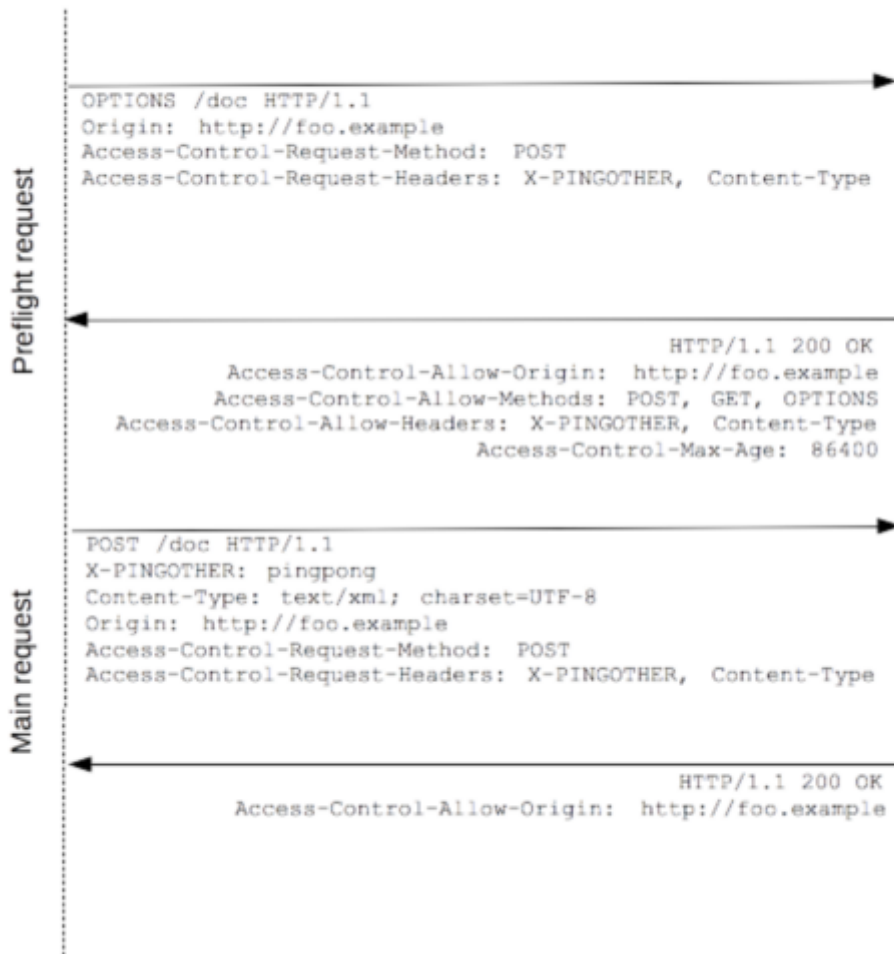 OPTIONS /doc HTTP/1.1
Origin: http://foo.example
Access-Control-Request-Method: POST
Access-Control-Request-Headers: X-PINGOTHER, Content-Type
Preflight request
HTTP/1.1 200 OK
Access-Control-Allow-Origin: http://foo.example
Access-Control-Allow-Methods: POST, GET, OPTIONS
Access-Control-Allow-Headers: X-PINGOTHER, Content-Type
Access-Control-Max-Age: 86400
POST /doc HTTP/1.1
X-PINGOTHER: pingpong
Content-Type: text/xml; charset=UTF-8
Origin: http://foo.example
Access-Control-Request-Method: POST
Access-Control-Request-Headers: X-PINGOTHER, Content-Type
Main request
HTTP/1.1 200 OK
Access-Control-Allow-Origin: http://foo.example